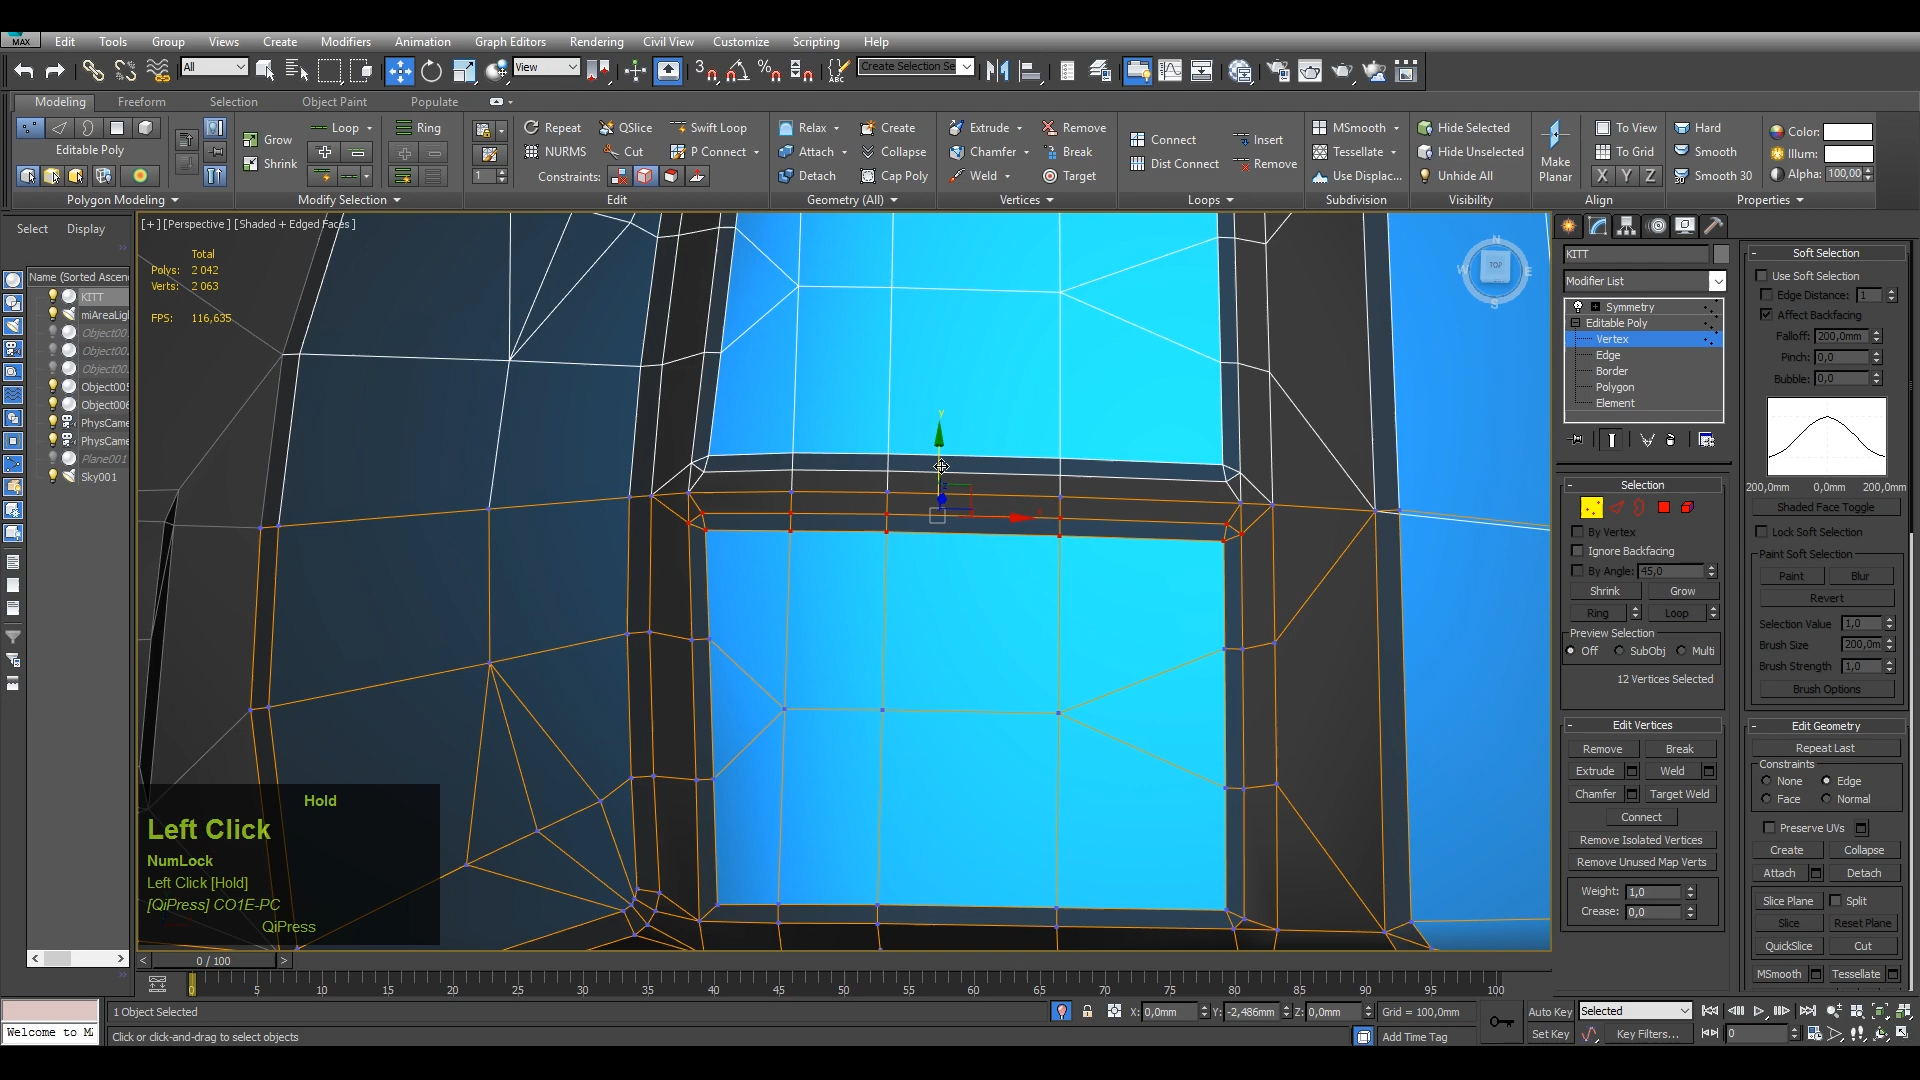 MAX Edit Tools Group Views Create Modifiers Animation Graph Editors Rendering Civil View Customize Scripting Help
All View Create Selection Se
Modeling Freeform Selection Object Paint Populate
Grow Loop Ring Repeat QSlice Swift Loop Relax Create Extrude Remove Connect Insert MSmooth Hide Selected To View Hard Color:
Editable Poly Shrink NURMS Cut P Connect Attach Collapse Chamfer Break Dist Connect Remove Tessellate Hide Unselected Make Planar To Grid Smooth Illum:
1 Constraints: Detach Cap Poly Weld Target Use Displac... Unhide All X Y Z Smooth 30 Alpha: 100,00
Polygon Modeling Modify Selection Edit Geometry (All) Vertices Loops Subdivision Visibility Align Properties
Select Display
Name (Sorted Ascen
KITT
miAreaLig
Object00
Object00
Object00
Object005
Object006
PhysCame
PhysCame
Plane001
Sky001
[+] [Perspective] [Shaded + Edged Faces]
Total
Polys: 2 042
Verts: 2 063
FPS: 116,635
N
W TOP E
S
y
x
Hold
Left Click
NumLock
Left Click [Hold]
[QiPress] CO1E-PC
QiPress
KITT
Modifier List
Symmetry
Editable Poly
Vertex
Edge
Border
Polygon
Element
Selection
By Vertex
Ignore Backfacing
By Angle: 45,0
Shrink Grow
Ring Loop
Preview Selection
Off SubObj Multi
12 Vertices Selected
Edit Vertices
Remove Break
Extrude Weld
Chamfer Target Weld
Connect
Remove Isolated Vertices
Remove Unused Map Verts
Weight: 1,0
Crease: 0,0
Soft Selection
Use Soft Selection
Edge Distance: 1
Affect Backfacing
Falloff: 200,0mm
Pinch: 0,0
Bubble: 0,0
200,0mm 0,0mm 200,0mm
Shaded Face Toggle
Lock Soft Selection
Paint Soft Selection
Paint Blur
Revert
Selection Value 1,0
Brush Size 200,0m
Brush Strength 1,0
Brush Options
Edit Geometry
Repeat Last
Constraints
None Edge
Face Normal
Preserve UVs
Create Collapse
Attach Detach
Slice Plane Split
Slice Reset Plane
QuickSlice Cut
MSmooth Tessellate
0 / 100
0 5 10 15 20 25 30 35 40 45 50 55 60 65 70 75 80 85 90 95 100
1 Object Selected X: 0,0mm Y: -2,486mm Z: 0,0mm Grid = 100,0mm Auto Key Selected
Welcome to M Click or click-and-drag to select objects Add Time Tag Set Key Key Filters... 0